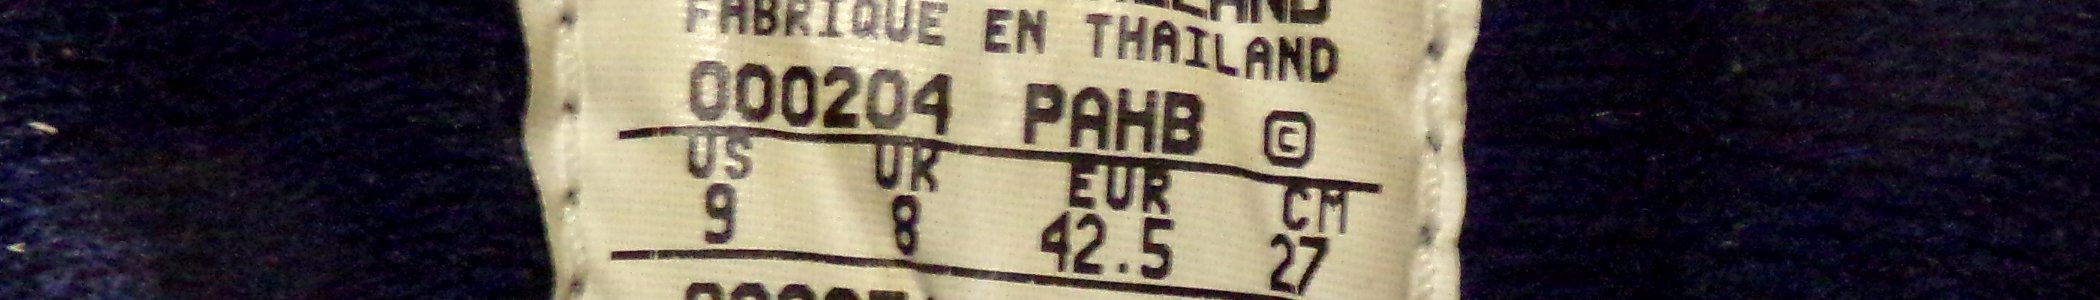 FABRIQUE EN THAILAND
000204 PAHB ©
US UK EUR CM
9 8 42.5 27